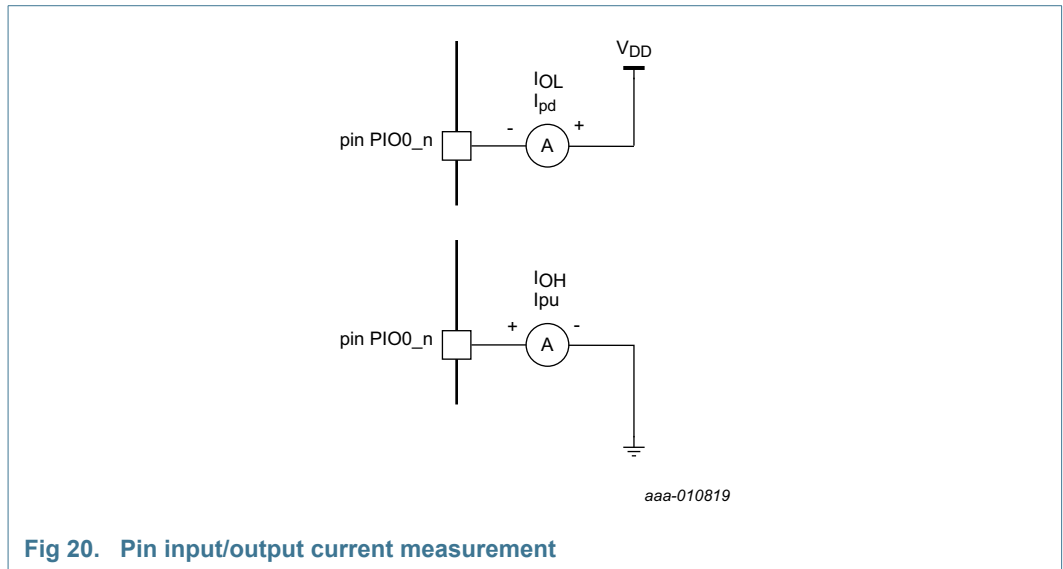 VDD
IOL
Ipd
pin PIO0_n
- A +
IOH
Ipu
pin PIO0_n
+ A -
aaa-010819
Fig 20. Pin input/output current measurement